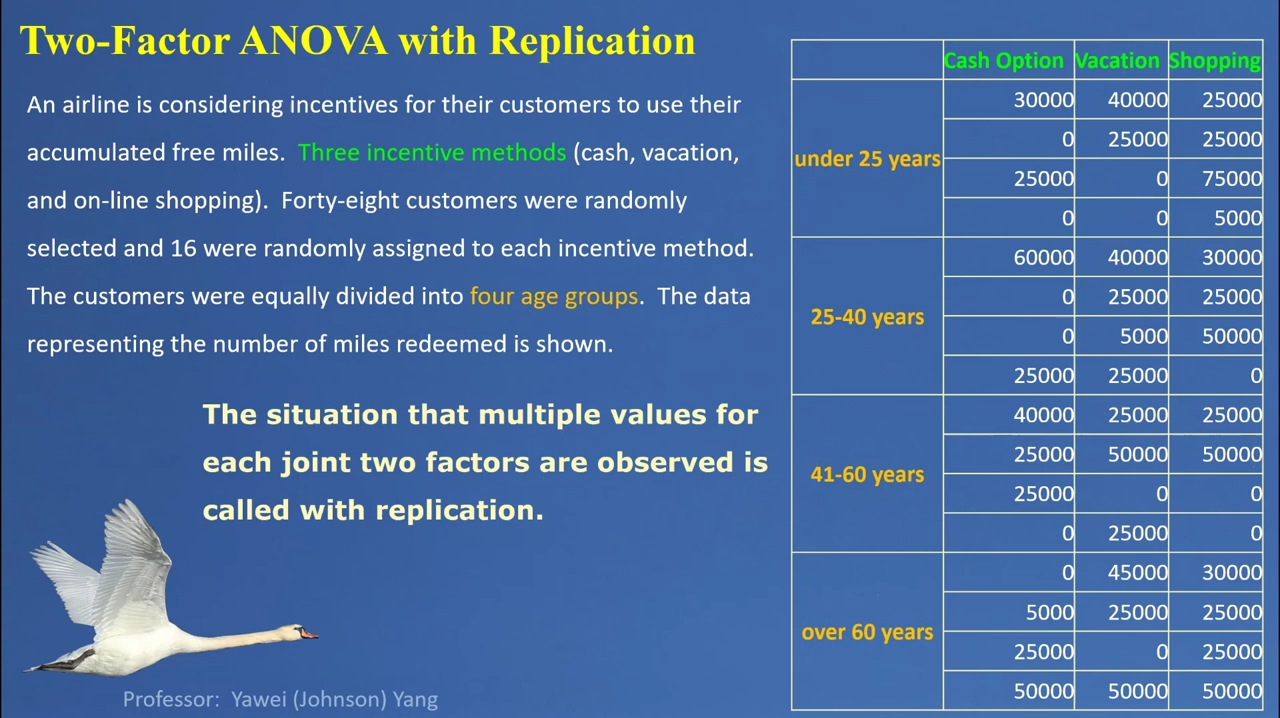 Two-Factor ANOVA with Replication
An airline is considering incentives for their customers to use their
accumulated free miles. Three incentive methods (cash, vacation,
and on-line shopping). Forty-eight customers were randomly
selected and 16 were randomly assigned to each incentive method.
The customers were equally divided into four age groups. The data
representing the number of miles redeemed is shown.
The situation that multiple values for
each joint two factors are observed is
called with replication.
Professor: Yawei (Johnson) Yang
Cash Option Vacation Shopping
under 25 years
30000 40000 25000
0 25000 25000
25000 0 75000
0 0 5000
25-40 years
60000 40000 30000
0 25000 25000
0 5000 50000
25000 25000 0
41-60 years
40000 25000 25000
25000 50000 50000
25000 0 0
0 25000 0
over 60 years
0 45000 30000
5000 25000 25000
25000 0 25000
50000 50000 50000